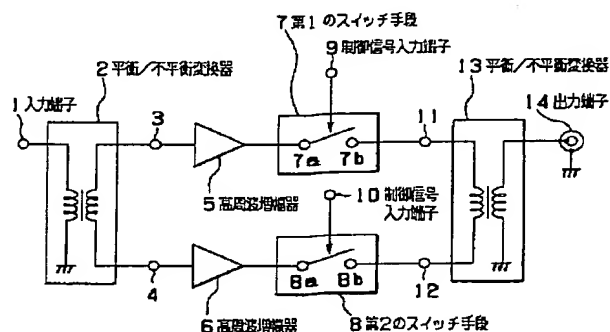 7 第1のスイッチ手段
9 制御信号入力端子
2 平衡/不平衡変換器
13 平衡/不平衡変換器
1 入力端子
14 出力端子
3
11
7a 7b
5 高周波増幅器
10 制御信号
入力端子
8a 8b
4
12
6 高周波増幅器
8 第2のスイッチ手段